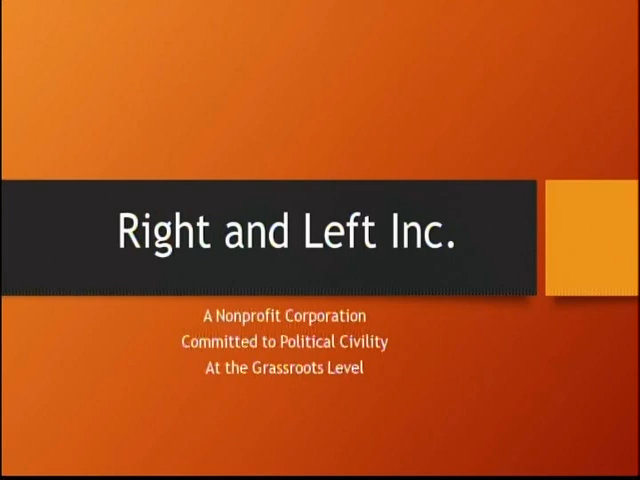 Right and Left Inc.
A Nonprofit Corporation
Committed to Political Civility
At the Grassroots Level